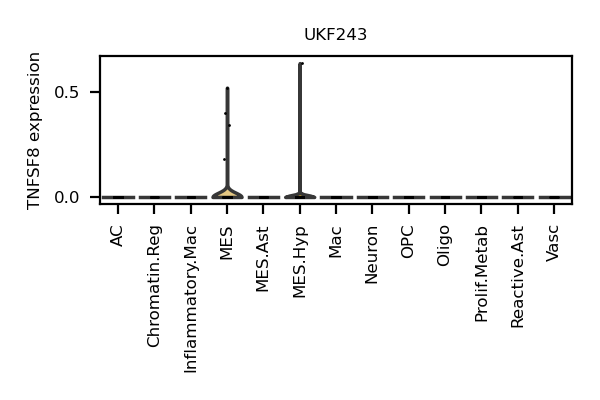 UKF243
TNFSF8 expression
0.5
0.0
AC
Chromatin.Reg
Inflammatory.Mac
MES
MES.Ast
MES.Hyp
Mac
Neuron
OPC
Oligo
Prolif.Metab
Reactive.Ast
Vasc